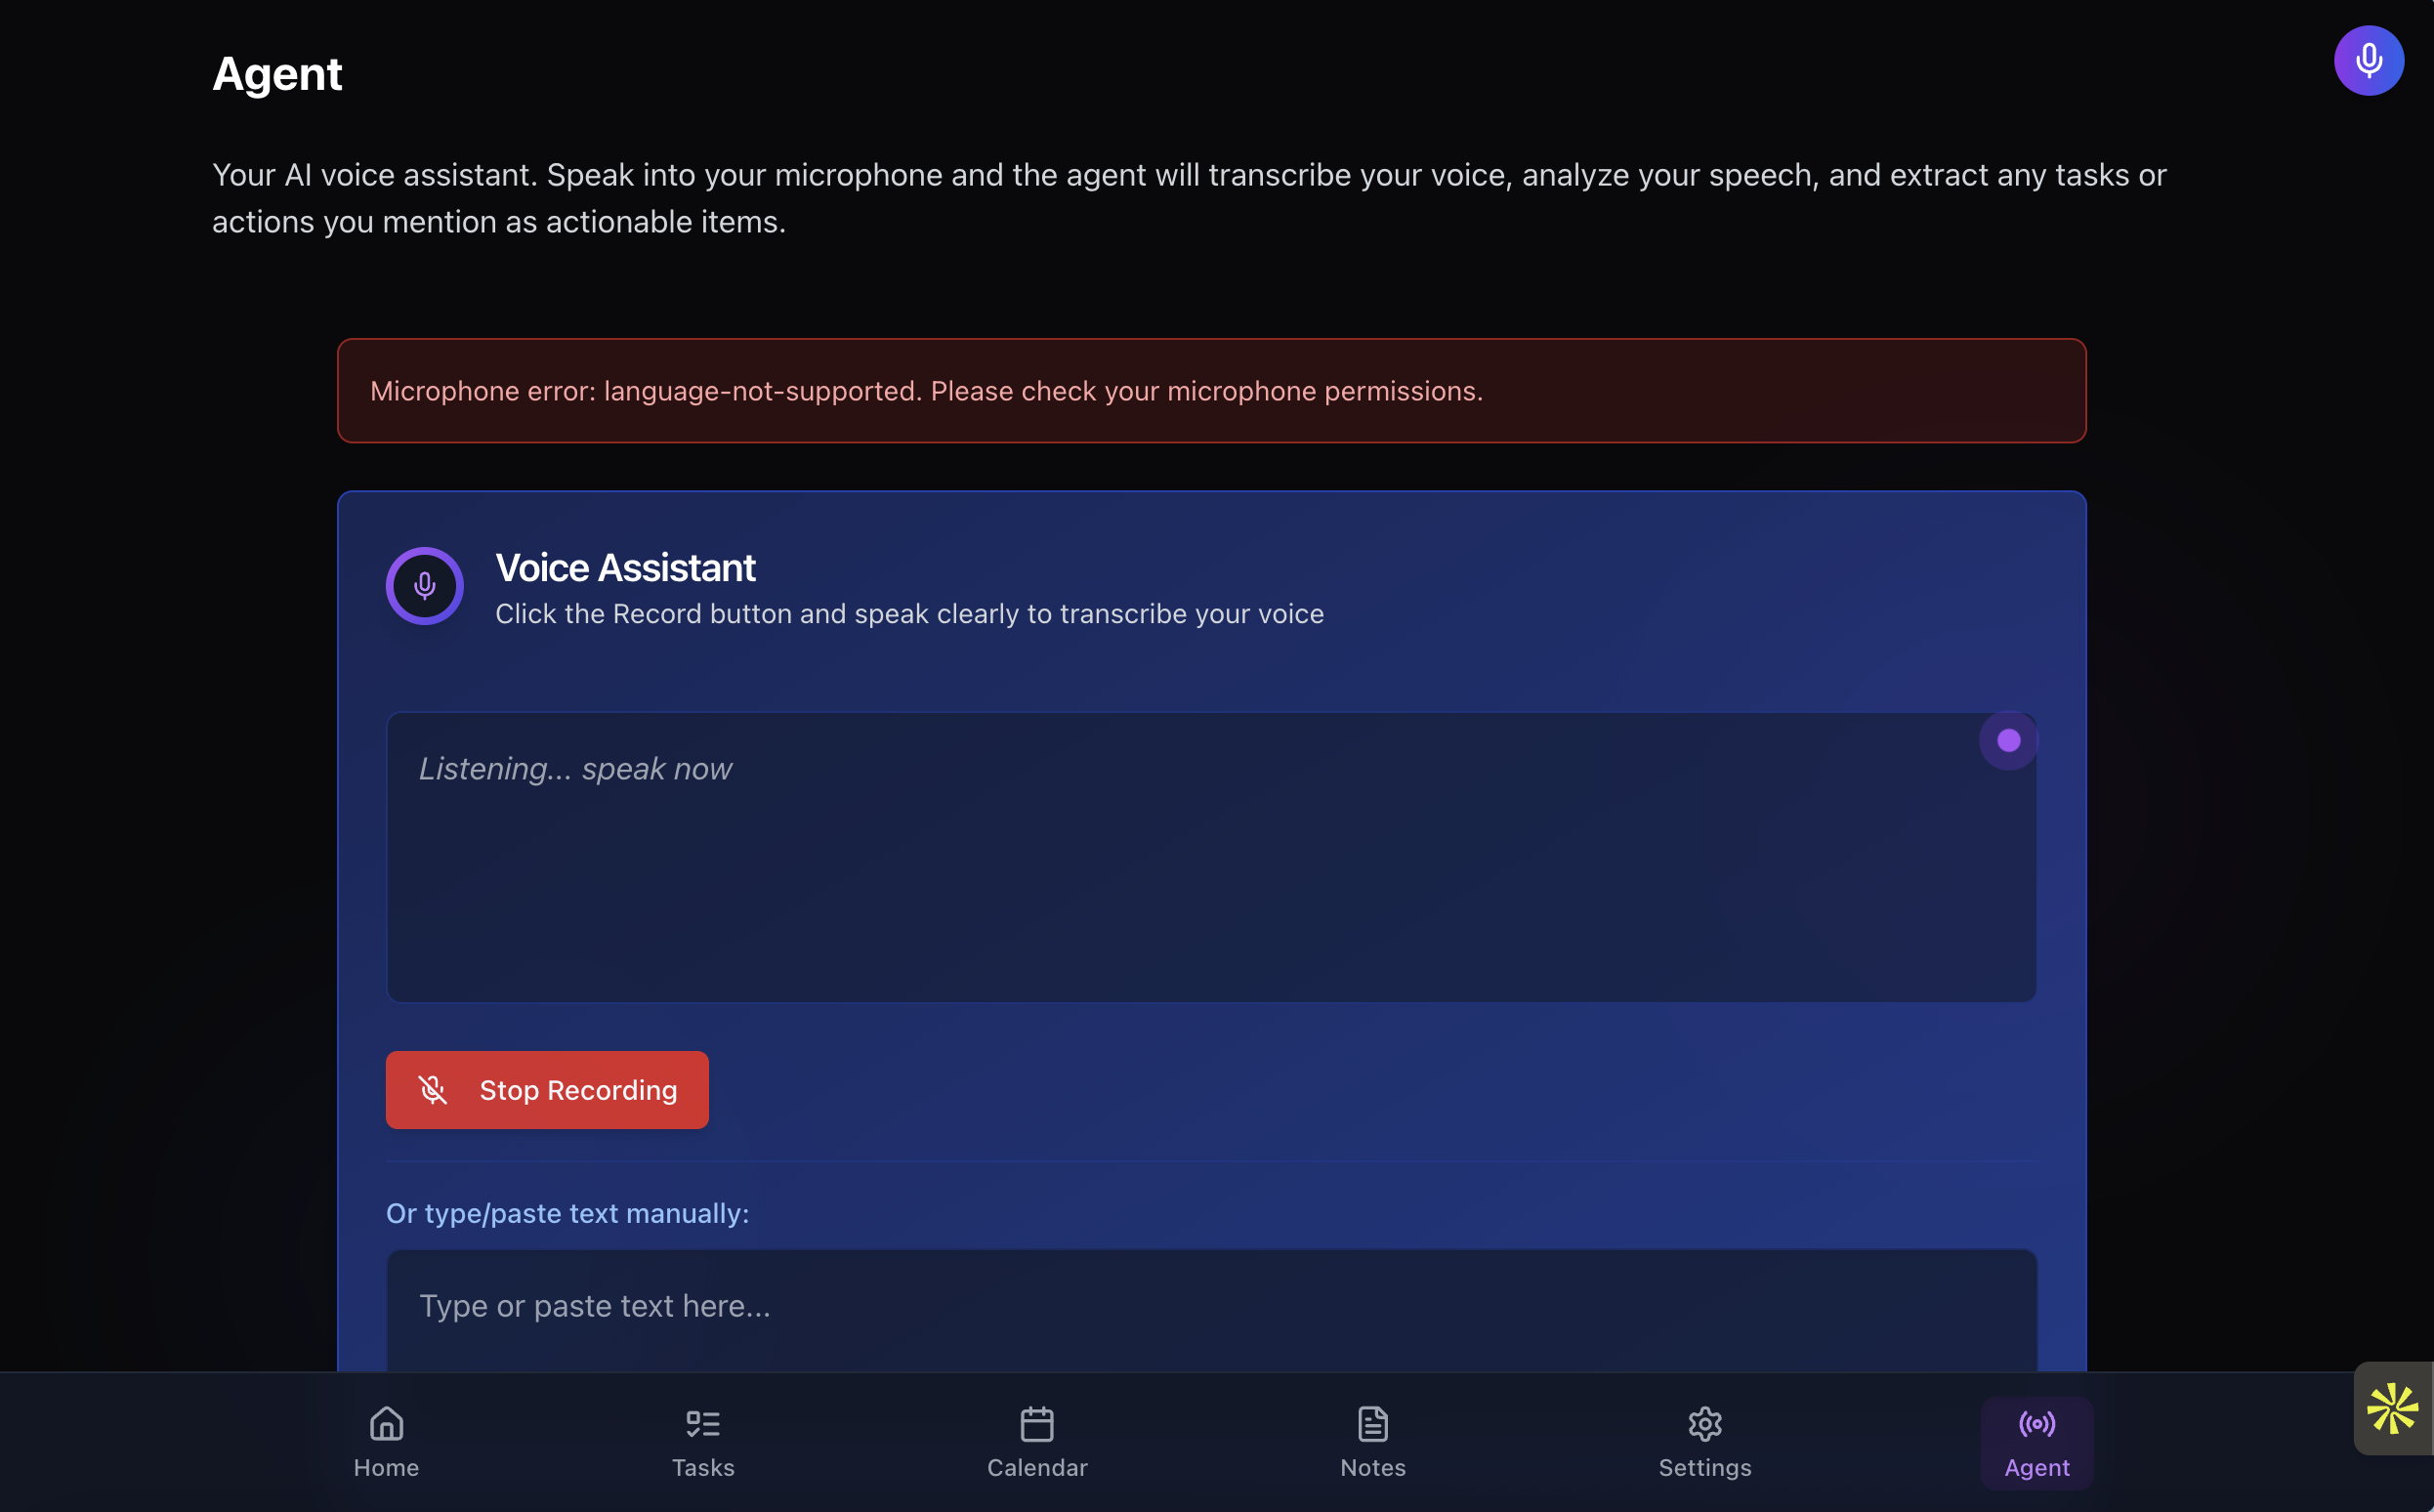 Agent
Your AI voice assistant. Speak into your microphone and the agent will transcribe your voice, analyze your speech, and extract any tasks or
actions you mention as actionable items.
Microphone error: language-not-supported. Please check your microphone permissions.
Voice Assistant
Click the Record button and speak clearly to transcribe your voice
Listening... speak now
Stop Recording
Or type/paste text manually:
Type or paste text here...
Home
Tasks
Calendar
Notes
Settings
Agent